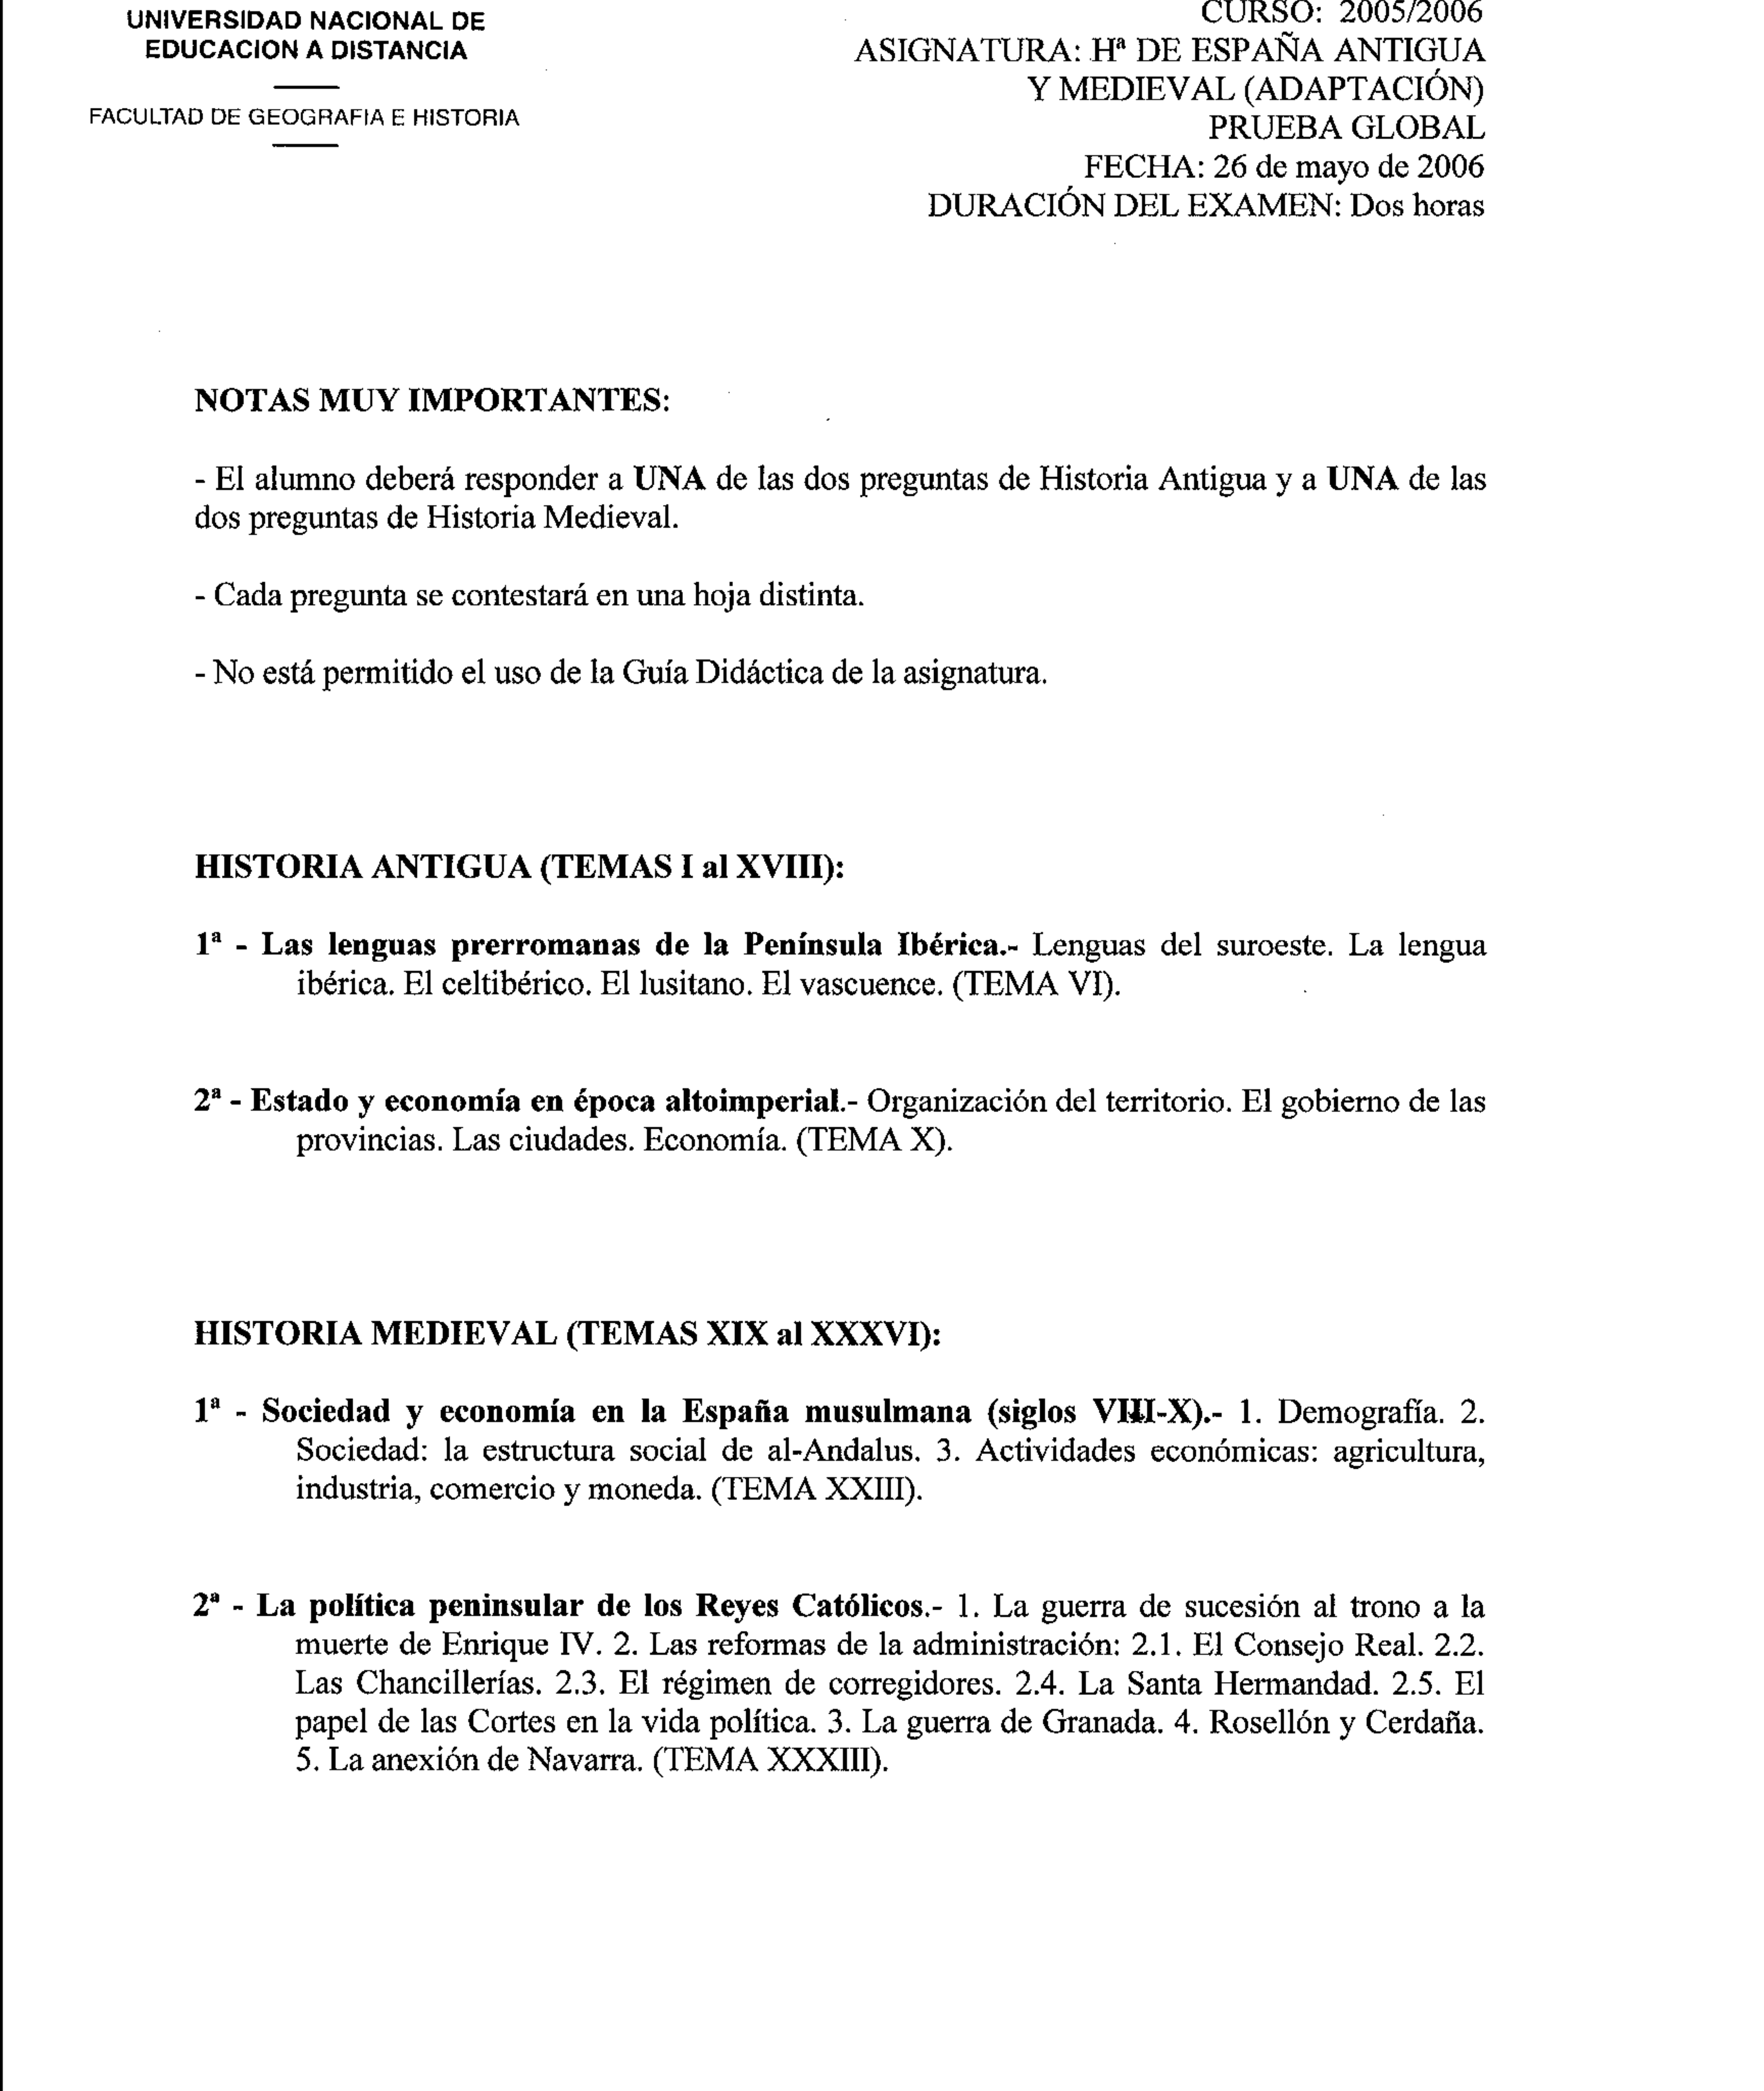 UNIVERSIDAD NACIONAL DE
EDUCACION A DISTANCIA
FACULTAD DE GEOGRAFIA E HISTORIA
CURSO: 2005/2006
ASIGNATURA: Hª DE ESPAÑA ANTIGUA
Y MEDIEVAL (ADAPTACIÓN)
PRUEBA GLOBAL
FECHA: 26 de mayo de 2006
DURACIÓN DEL EXAMEN: Dos horas
NOTAS MUY IMPORTANTES:
- El alumno deberá responder a UNA de las dos preguntas de Historia Antigua y a UNA de las
dos preguntas de Historia Medieval.
- Cada pregunta se contestará en una hoja distinta.
- No está permitido el uso de la Guía Didáctica de la asignatura.
HISTORIA ANTIGUA (TEMAS I al XVIII):
1ª - Las lenguas prerromanas de la Península Ibérica.- Lenguas del suroeste. La lengua
ibérica. El celtibérico. El lusitano. El vascuence. (TEMA VI).
2ª - Estado y economía en época altoimperial.- Organización del territorio. El gobierno de las
provincias. Las ciudades. Economía. (TEMA X).
HISTORIA MEDIEVAL (TEMAS XIX al XXXVI):
1ª - Sociedad y economía en la España musulmana (siglos VIII-X).- 1. Demografía. 2.
Sociedad: la estructura social de al-Andalus. 3. Actividades económicas: agricultura,
industria, comercio y moneda. (TEMA XXIII).
2ª - La política peninsular de los Reyes Católicos.- 1. La guerra de sucesión al trono a la
muerte de Enrique IV. 2. Las reformas de la administración: 2.1. El Consejo Real. 2.2.
Las Chancillerías. 2.3. El régimen de corregidores. 2.4. La Santa Hermandad. 2.5. El
papel de las Cortes en la vida política. 3. La guerra de Granada. 4. Rosellón y Cerdaña.
5. La anexión de Navarra. (TEMA XXXIII).